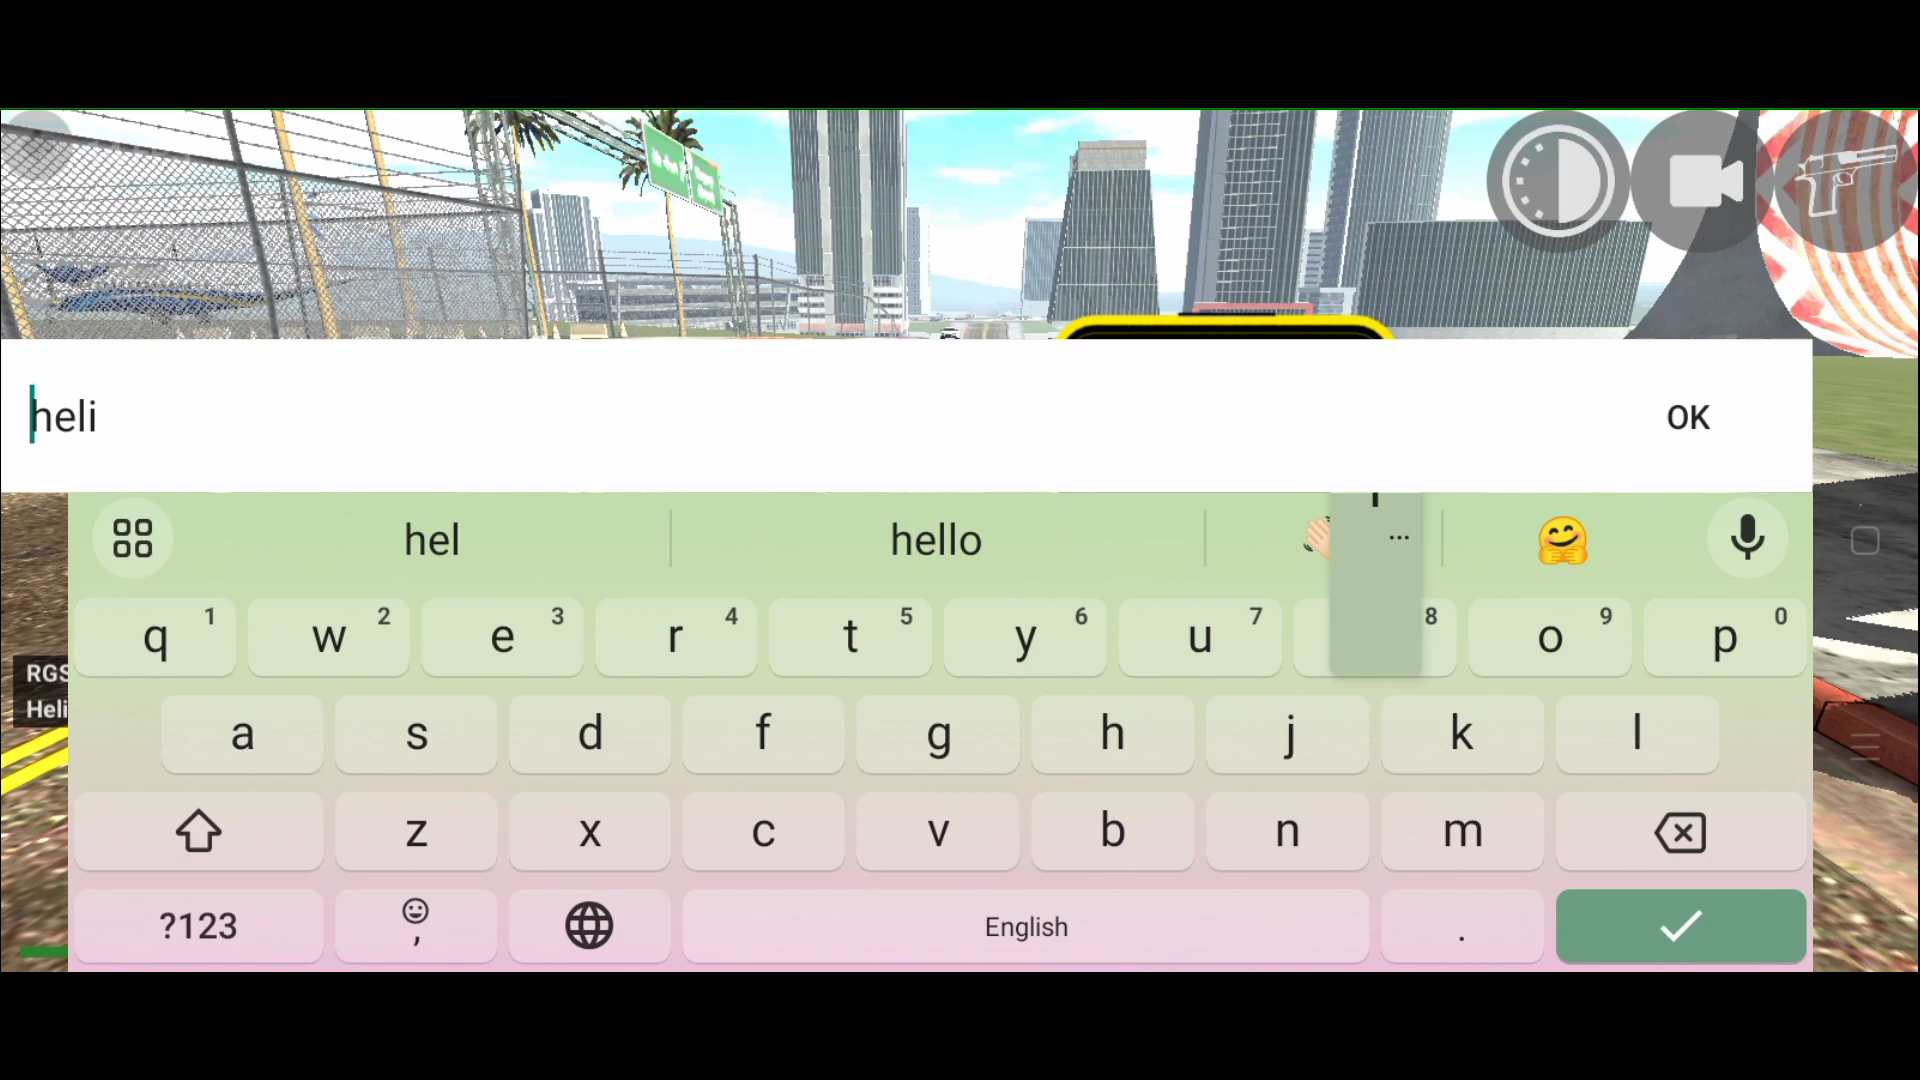 heli
OK
hel
hello
...
q 1 w 2 e 3 r 4 t 5 y 6 u 7 8 o 9 p 0
RGS
a s d f g h j k l
Heli
z x c v b n m
?123 , English .